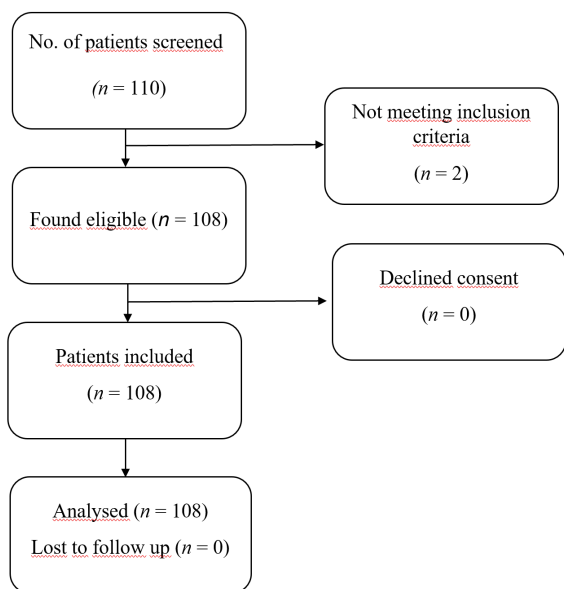 No. of patients screened
(n = 110)
Not meeting inclusion
criteria
(n = 2)
Found eligible (n = 108)
Declined consent
(n = 0)
Patients included
(n = 108)
Analysed (n = 108)
Lost to follow up (n = 0)